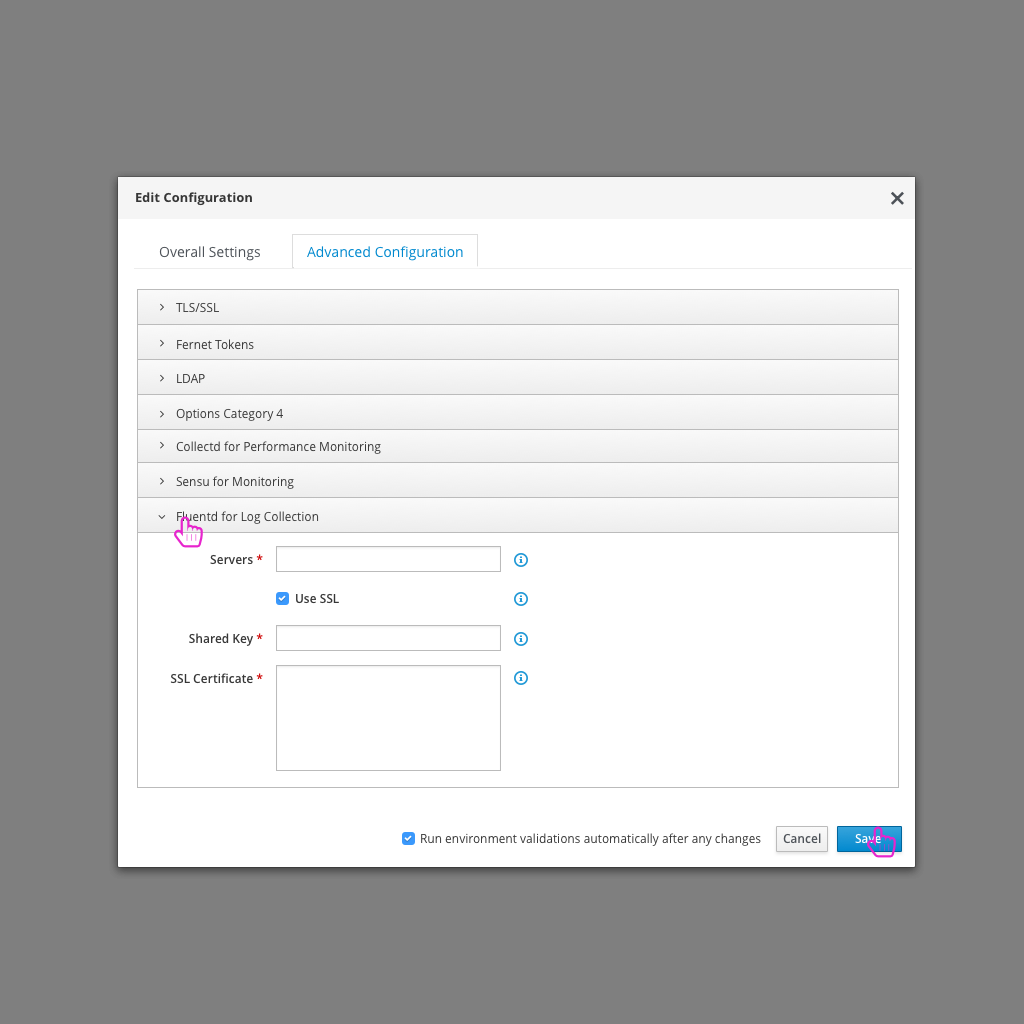 Edit Configuration
Overall Settings
Advanced Configuration
TLS/SSL
Fernet Tokens
LDAP
Options Category 4
Collectd for Performance Monitoring
Sensu for Monitoring
Fluentd for Log Collection
Servers *
Use SSL
Shared Key *
SSL Certificate *
Run environment validations automatically after any changes
Cancel
Save